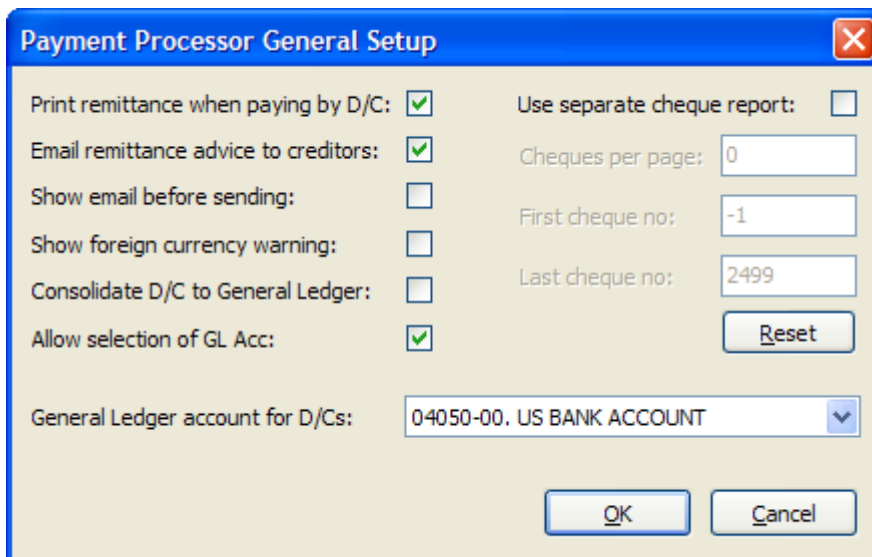 Payment Processor General Setup
Print remittance when paying by D/C:
Email remittance advice to creditors:
Show email before sending:
Show foreign currency warning:
Consolidate D/C to General Ledger:
Allow selection of GL Acc:
Use separate cheque report:
Cheques per page: 0
First cheque no: -1
Last cheque no: 2499
Reset
General Ledger account for D/Cs: 04050-00. US BANK ACCOUNT
OK Cancel